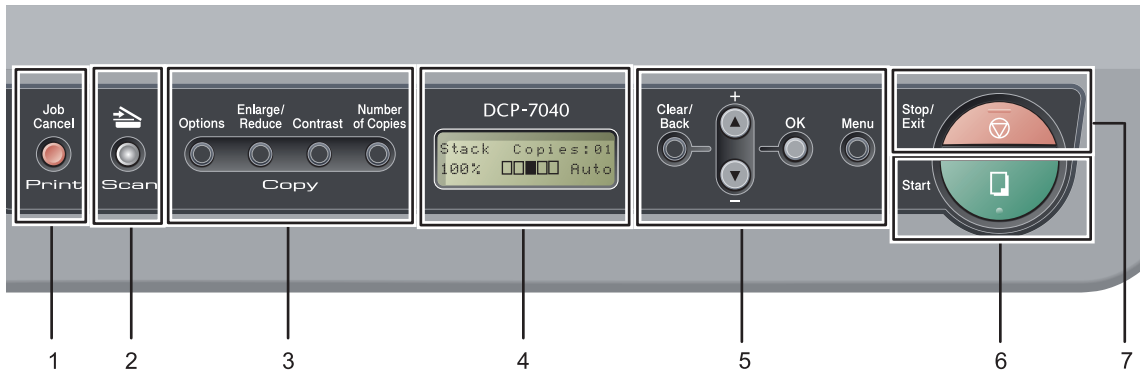 Job
Cancel
Print
Scan
Options
Enlarge/
Reduce
Contrast
Number
of Copies
Copy
DCP-7040
Stack Copies:01
100% Auto
Clear/
Back
+
−
OK
Menu
Stop/
Exit
Start
1 2 3 4 5 6 7